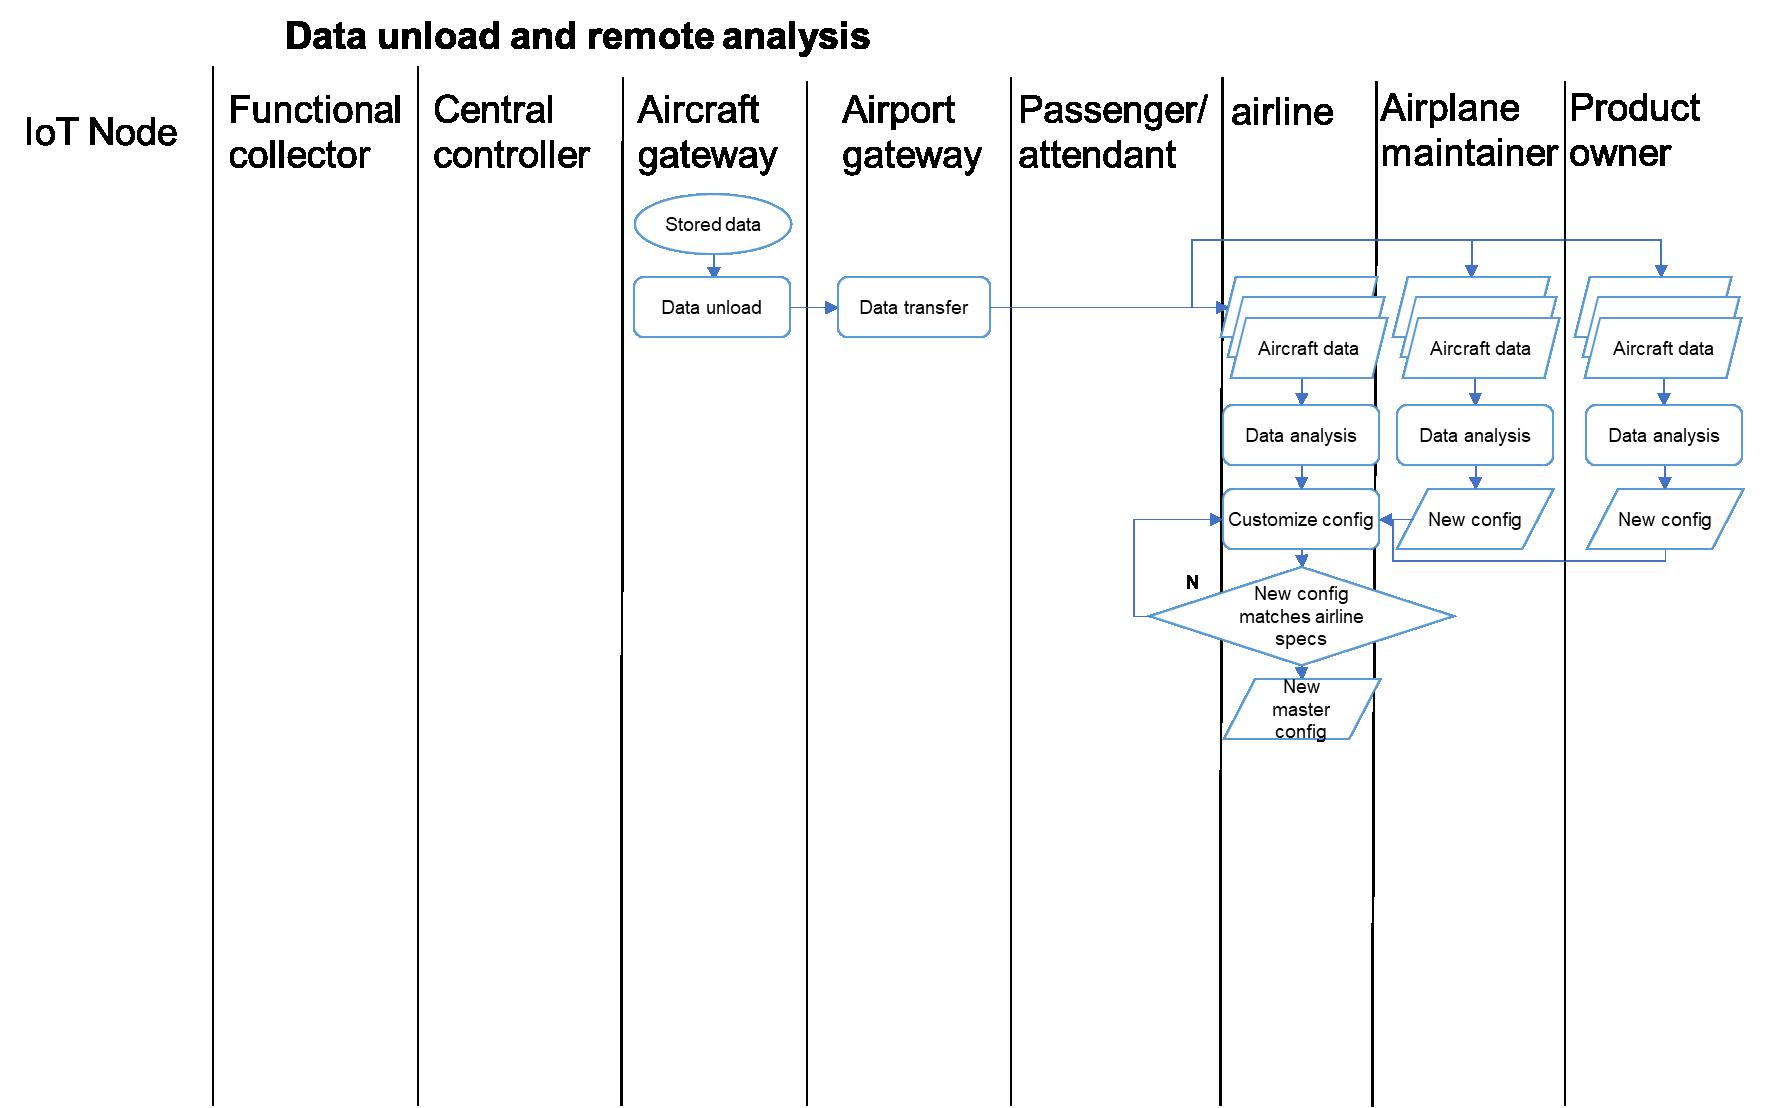 Data unload and remote analysis
IoT Node
Functional
collector
Central
controller
Aircraft
gateway
Airport
gateway
Passenger/
attendant
airline
Airplane
maintainer
Product
owner
Stored data
Data unload
Data transfer
Aircraft data
Aircraft data
Aircraft data
Data analysis
Data analysis
Data analysis
Customize config
New config
New config
N
New config
matches airline
specs
New
master
config